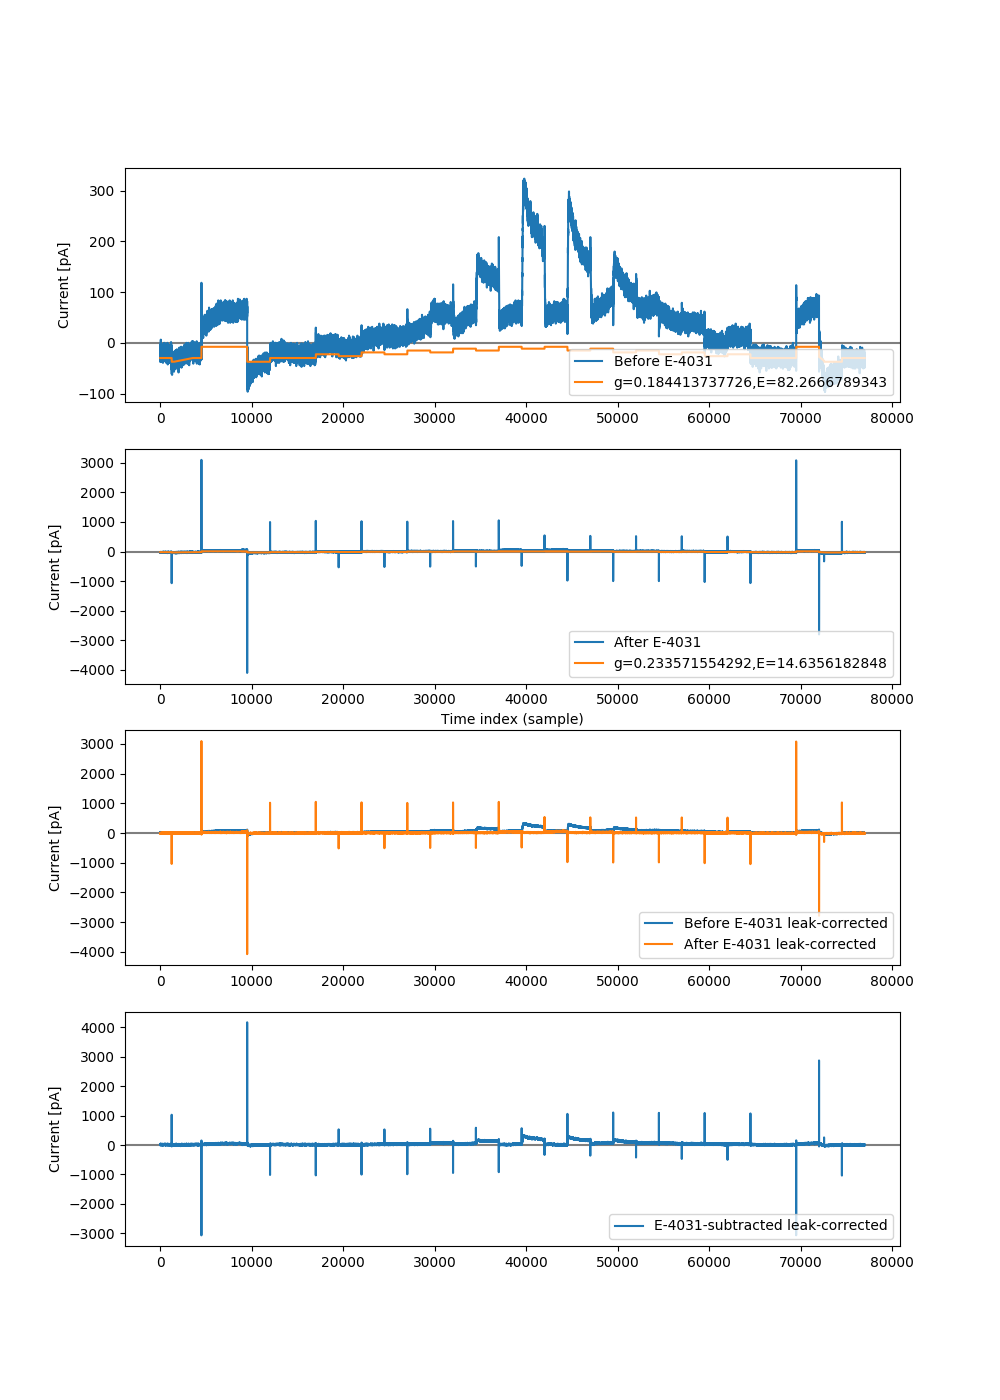 300
200
100
0
−100
Current [pA]
Before E-4031
g=0.184413737726,E=82.2666789343
0 10000 20000 30000 40000 50000 60000 70000 80000
3000
2000
1000
0
−1000
−2000
−3000
−4000
Current [pA]
After E-4031
g=0.233571554292,E=14.6356182848
0 10000 20000 30000 40000 50000 60000 70000 80000
Time index (sample)
3000
2000
1000
0
−1000
−2000
−3000
−4000
Current [pA]
Before E-4031 leak-corrected
After E-4031 leak-corrected
0 10000 20000 30000 40000 50000 60000 70000 80000
4000
3000
2000
1000
0
−1000
−2000
−3000
Current [pA]
E-4031-subtracted leak-corrected
0 10000 20000 30000 40000 50000 60000 70000 80000